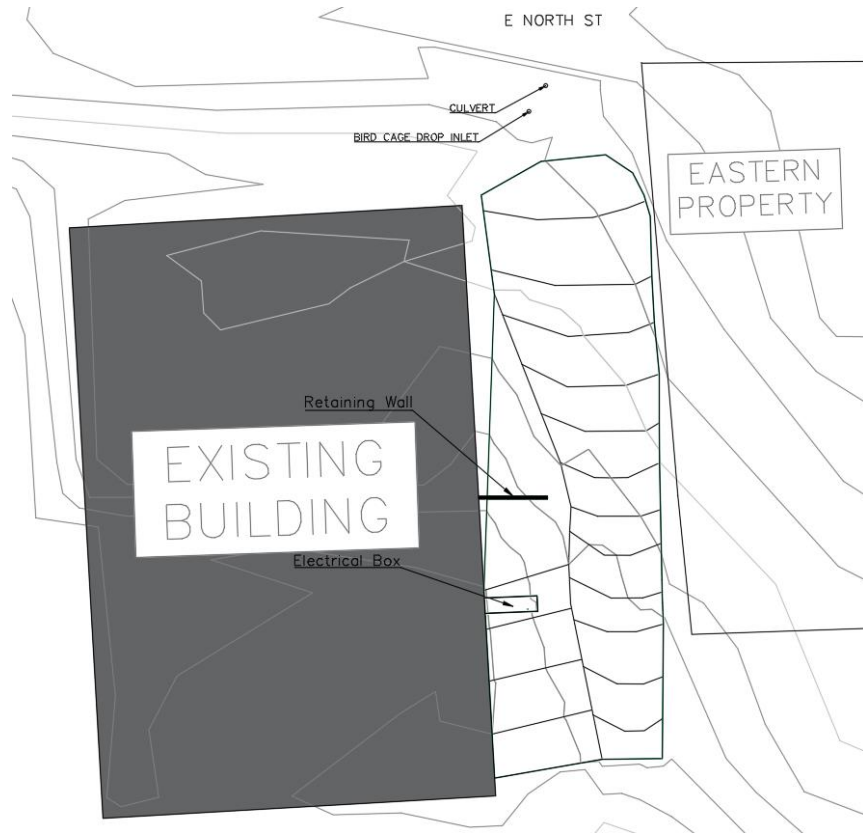 E NORTH ST
CULVERT
BIRD CAGE DROP INLET
EASTERN
PROPERTY
Retaining Wall
EXISTING
BUILDING
Electrical Box